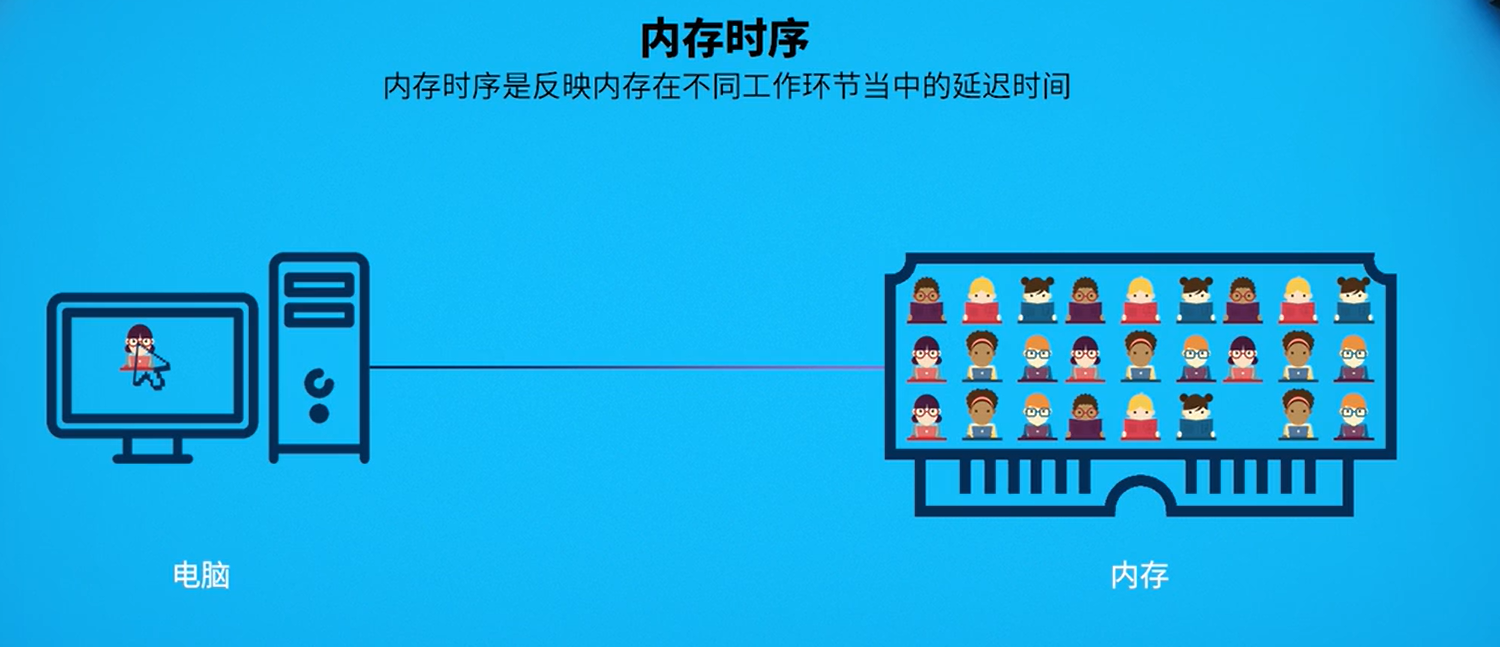 内存时序
内存时序是反映内存在不同工作环节当中的延迟时间
电脑
内存